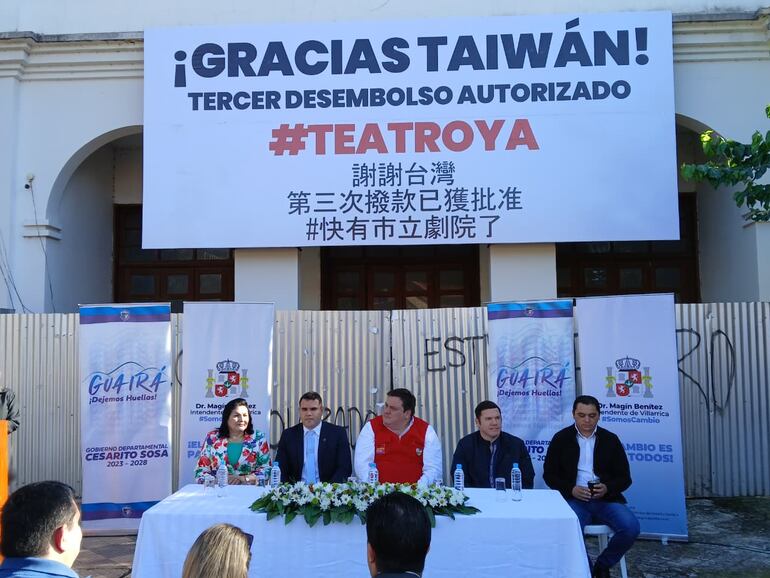 ¡GRACIAS TAIWÁN!
TERCER DESEMBOLSO AUTORIZADO
#TEATROYA
謝謝台灣
第三次撥款已獲批准
#快有市立劇院了
GUAIRÁ
¡Dejemos Huellas!
GOBIERNO DEPARTAMENTAL
CESARITO SOSA
2023 - 2028
Dr. Magín Benítez
Intendente de Villarrica
GUAIRÁ
¡Dejemos Huellas!
Dr. Magín Benítez
Intendente de Villarrica
#SomosCambio